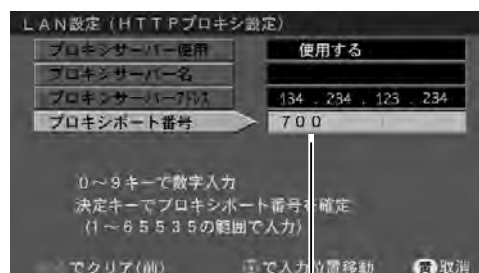 LAN設定(HTTPプロキシ設定)
プロキシサーバー使用 使用する
プロキシサーバー名
プロキシサーバーアドレス 134 . 234 . 123 . 234
プロキシポート番号 700
0~9キーで数字入力
決定キーでプロキシポート番号を確定
(1~65535の範囲で入力)
でクリア(前) で入力位置移動 取消